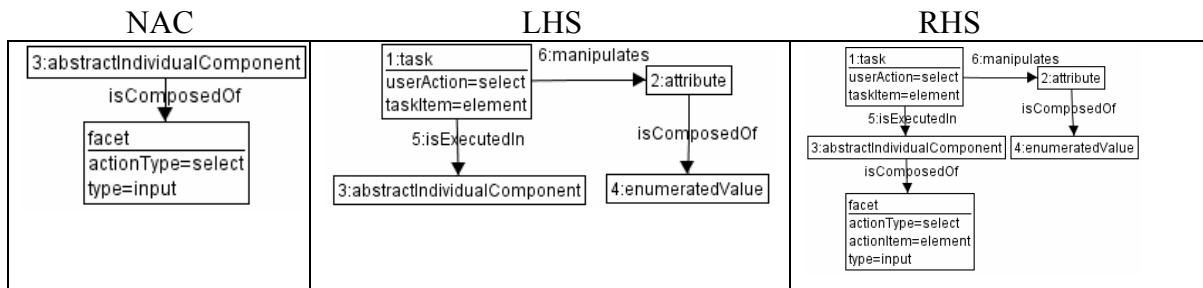 NAC
LHS
RHS
3:abstractIndividualComponent
isComposedOf
facet
actionType=select
type=input
1:task
userAction=select
taskItem=element
6:manipulates
2:attribute
5:isExecutedIn
isComposedOf
3:abstractIndividualComponent
4:enumeratedValue
1:task
userAction=select
taskItem=element
6:manipulates
2:attribute
isComposedOf
5:isExecutedIn
3:abstractIndividualComponent
4:enumeratedValue
isComposedOf
facet
actionType=select
actionItem=element
type=input